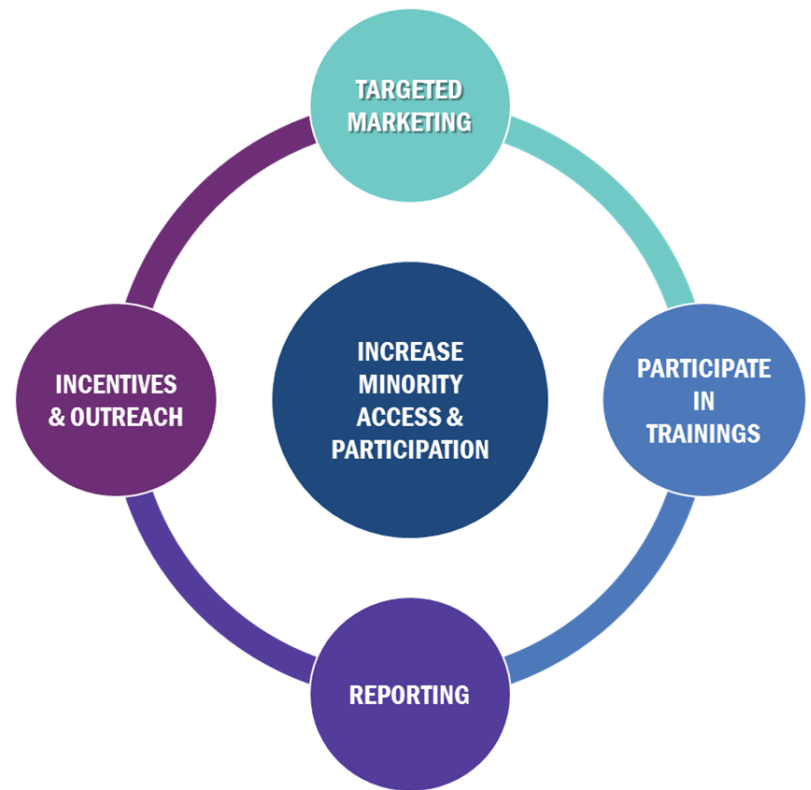 TARGETED
MARKETING
INCREASE
MINORITY
ACCESS &
PARTICIPATION
PARTICIPATE
IN
TRAININGS
INCENTIVES
& OUTREACH
REPORTING